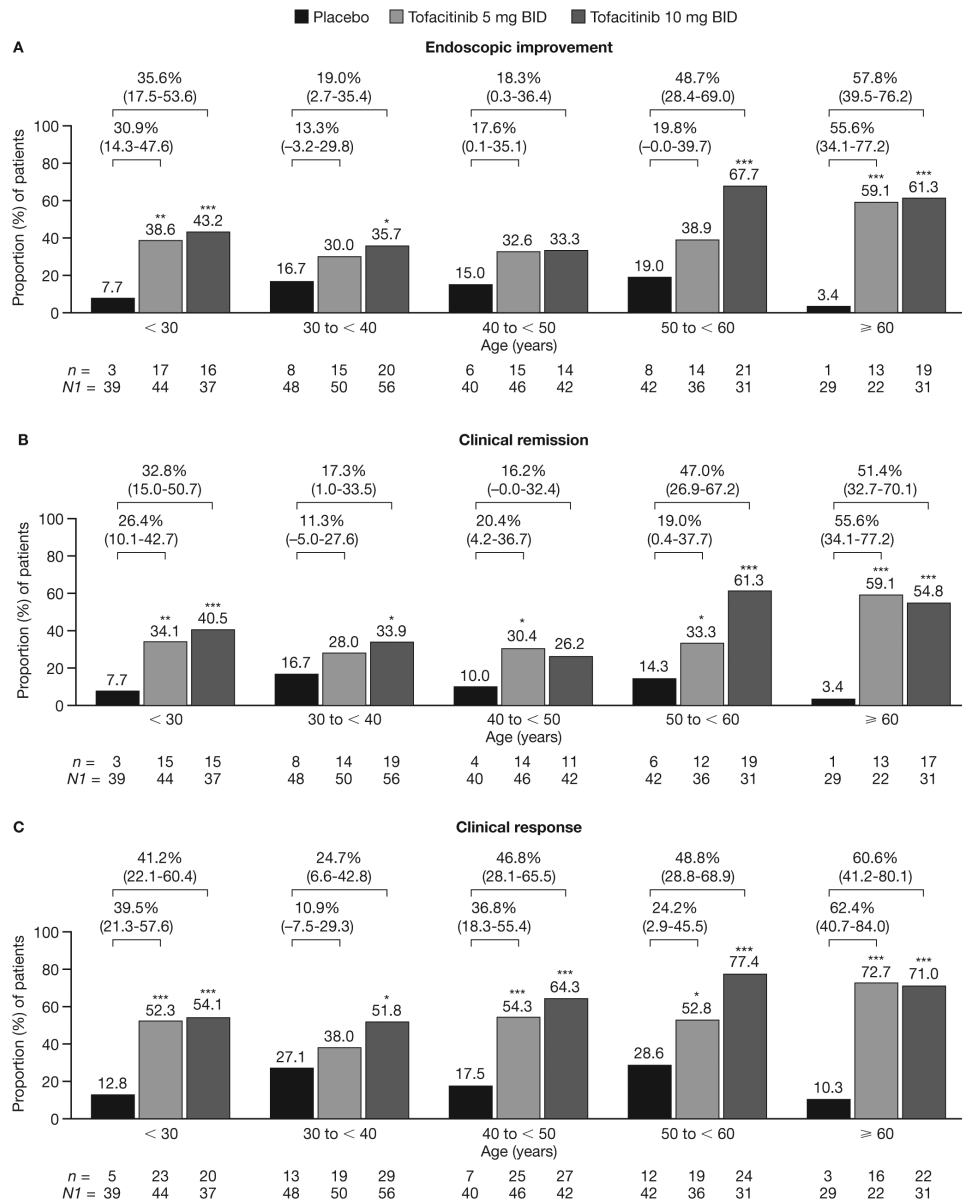 Placebo Tofacitinib 5 mg BID Tofacitinib 10 mg BID
A Endoscopic improvement
35.6% 19.0% 18.3% 48.7% 57.8%
(17.5-53.6) (2.7-35.4) (0.3-36.4) (28.4-69.0) (39.5-76.2)
30.9% 13.3% 17.6% 19.8% 55.6%
(14.3-47.6) (–3.2-29.8) (0.1-35.1) (–0.0-39.7) (34.1-77.2)
Proportion (%) of patients
100
80
60
40
20
0
7.7 ** 38.6 *** 43.2 16.7 30.0 * 35.7 15.0 32.6 33.3 19.0 38.9 *** 67.7 3.4 *** 59.1 *** 61.3
< 30 30 to < 40 40 to < 50 50 to < 60 ⩾ 60
Age (years)
n = 3 17 16 8 15 20 6 15 14 8 14 21 1 13 19
N1 = 39 44 37 48 50 56 40 46 42 42 36 31 29 22 31
B Clinical remission
32.8% 17.3% 16.2% 47.0% 51.4%
(15.0-50.7) (1.0-33.5) (–0.0-32.4) (26.9-67.2) (32.7-70.1)
26.4% 11.3% 20.4% 19.0% 55.6%
(10.1-42.7) (–5.0-27.6) (4.2-36.7) (0.4-37.7) (34.1-77.2)
Proportion (%) of patients
100
80
60
40
20
0
7.7 ** 34.1 *** 40.5 16.7 28.0 * 33.9 10.0 * 30.4 26.2 14.3 * 33.3 *** 61.3 3.4 *** 59.1 *** 54.8
< 30 30 to < 40 40 to < 50 50 to < 60 ⩾ 60
Age (years)
n = 3 15 15 8 14 19 4 14 11 6 12 19 1 13 17
N1 = 39 44 37 48 50 56 40 46 42 42 36 31 29 22 31
C Clinical response
41.2% 24.7% 46.8% 48.8% 60.6%
(22.1-60.4) (6.6-42.8) (28.1-65.5) (28.8-68.9) (41.2-80.1)
39.5% 10.9% 36.8% 24.2% 62.4%
(21.3-57.6) (–7.5-29.3) (18.3-55.4) (2.9-45.5) (40.7-84.0)
Proportion (%) of patients
100
80
60
40
20
0
12.8 *** 52.3 *** 54.1 27.1 38.0 * 51.8 17.5 *** 54.3 *** 64.3 28.6 * 52.8 *** 77.4 10.3 *** 72.7 *** 71.0
< 30 30 to < 40 40 to < 50 50 to < 60 ⩾ 60
Age (years)
n = 5 23 20 13 19 29 7 25 27 12 19 24 3 16 22
N1 = 39 44 37 48 50 56 40 46 42 42 36 31 29 22 31